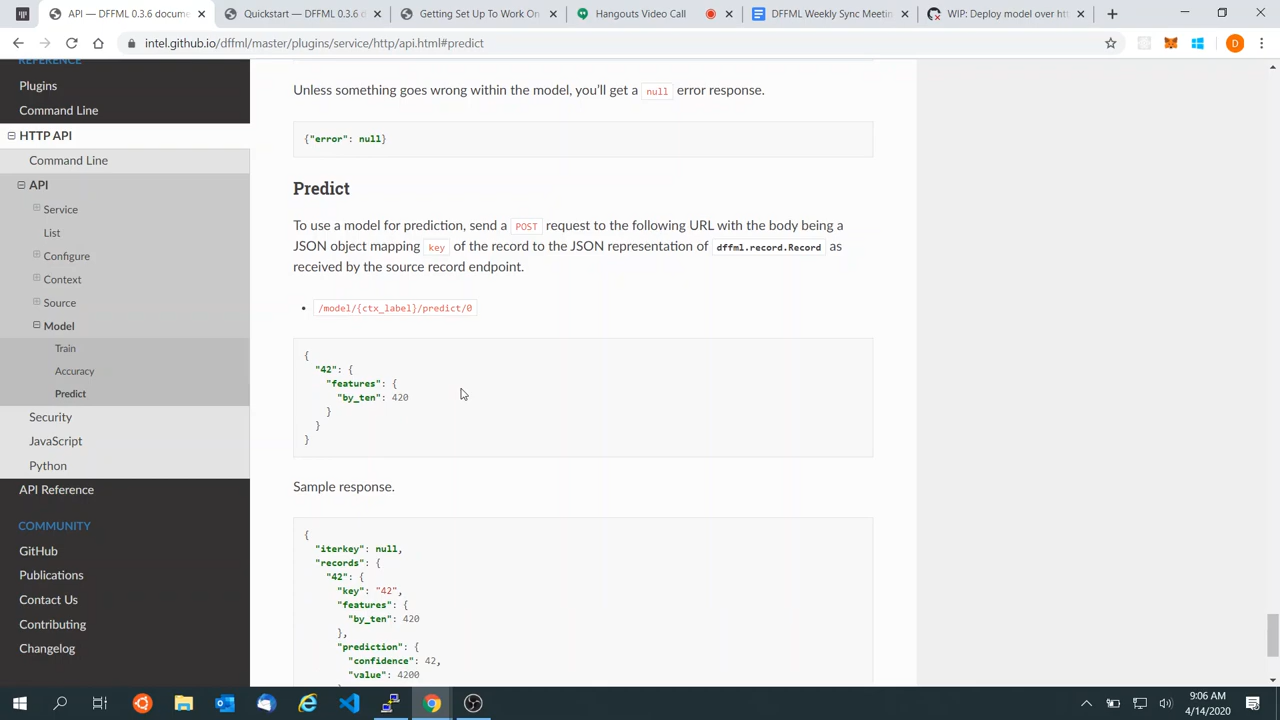 API — DFFML 0.3.6 docume
Quickstart — DFFML 0.3.6 d
Getting Set Up To Work On
Hangouts Video Call
DFFML Weekly Sync Meetin
WIP: Deploy model over ht
intel.github.io/dffml/master/plugins/service/http/api.html#predict
D
REFERENCE
Plugins
Command Line
HTTP API
Command Line
API
Service
List
Configure
Context
Source
Model
Train
Accuracy
Predict
Security
JavaScript
Python
API Reference
COMMUNITY
GitHub
Publications
Contact Us
Contributing
Changelog
Unless something goes wrong within the model, you’ll get a null error response.
{"error": null}
Predict
To use a model for prediction, send a POST request to the following URL with the body being a
JSON object mapping key of the record to the JSON representation of dffml.record.Record as
received by the source record endpoint.
• /model/{ctx_label}/predict/0
{
"42": {
"features": {
"by_ten": 420
}
}
}
Sample response.
{
"iterkey": null,
"records": {
"42": {
"key": "42",
"features": {
"by_ten": 420
},
"prediction": {
"confidence": 42,
"value": 4200
9:06 AM
4/14/2020